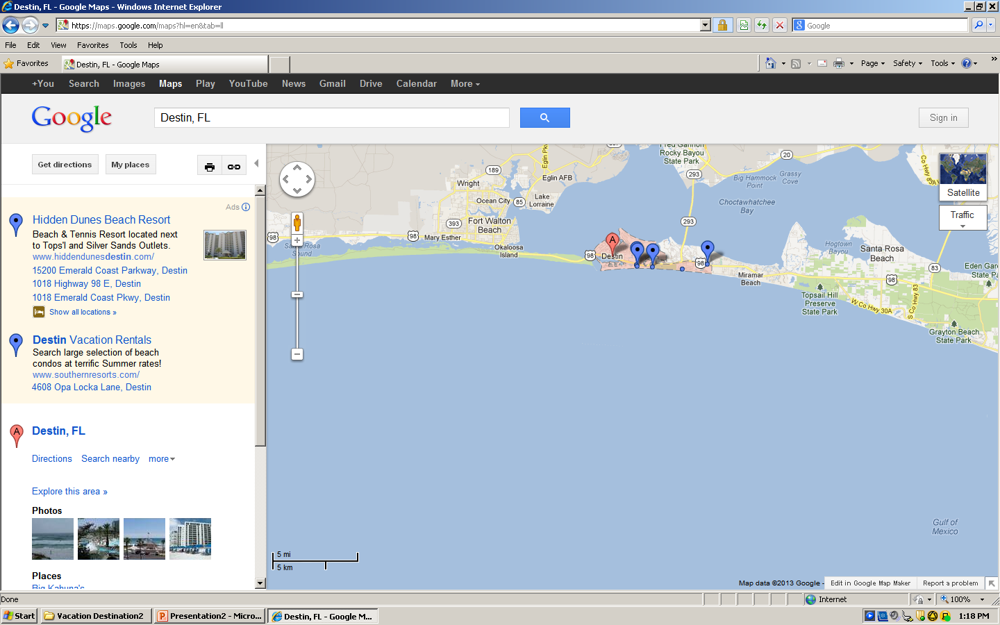 Destin, FL - Google Maps - Windows Internet Explorer
https://maps.google.com/maps?hl=en&tab=ll
Google
File Edit View Favorites Tools Help
Favorites
Destin, FL - Google Maps
Page Safety Tools
+You Search Images Maps Play YouTube News Gmail Drive Calendar More
Google
Destin, FL
Sign in
Get directions
My places
Ads
Hidden Dunes Beach Resort
Beach & Tennis Resort located next
to Tops'l and Silver Sands Outlets.
www.hiddendunesdestin.com/
15200 Emerald Coast Parkway, Destin
1018 Highway 98 E, Destin
1018 Emerald Coast Pkwy, Destin
Show all locations »
Destin Vacation Rentals
Search large selection of beach
condos at terrific Summer rates!
www.southernresorts.com/
4608 Opa Locka Lane, Destin
A
Destin, FL
Directions Search nearby more
Explore this area »
Photos
Places
Big Kahuna's
Fred Gannon
Rocky Bayou
State Park
Eglin Pkwy
20
Co Hwy 83A
189
293
Grassy
Cove
Big Hammock
Point
Wright
Eglin AFB
Satellite
Lake
Lorraine
Ocean City
85
Choctawhatchee
Bay
Traffic
393
Fort Walton
Beach
293
98
98
Mary Esther
Santa Rosa
Sound
Okaloosa
Island
98
A
Destin
98
Hogtown
Bayou
Santa Rosa
Beach
83
Eden Gardens
State Park
Miramar
Beach
98
Topsail Hill
Preserve
State Park
W Co Hwy 30A
S Co Hwy 83
Grayton Beach
State Park
Gulf of
Mexico
5 mi
5 km
Map data ©2013 Google -
Edit in Google Map Maker
Report a problem
Done
Internet
100%
Start
Vacation Destination2
Presentation2 - Micro...
Destin, FL - Google M...
1:18 PM